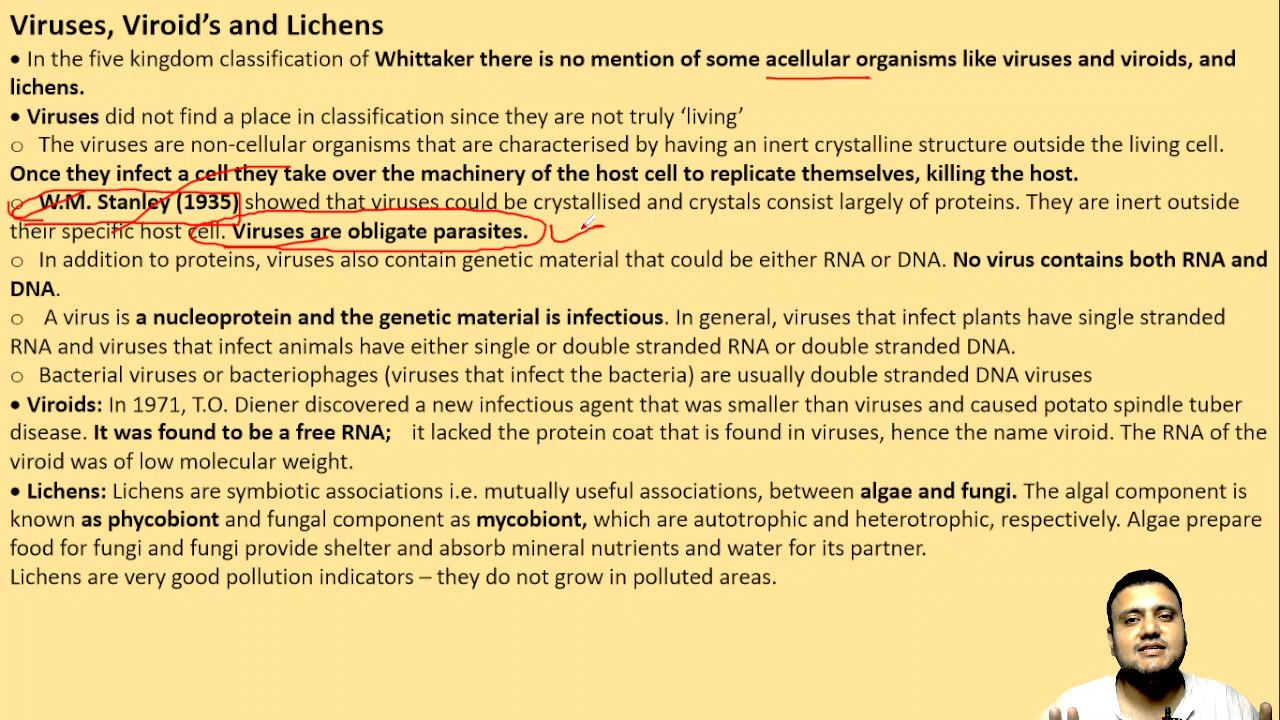 Viruses, Viroid’s and Lichens
• In the five kingdom classification of Whittaker there is no mention of some acellular organisms like viruses and viroids, and
lichens.
• Viruses did not find a place in classification since they are not truly ‘living’
○ The viruses are non-cellular organisms that are characterised by having an inert crystalline structure outside the living cell.
Once they infect a cell they take over the machinery of the host cell to replicate themselves, killing the host.
○ W.M. Stanley (1935) showed that viruses could be crystallised and crystals consist largely of proteins. They are inert outside
their specific host cell. Viruses are obligate parasites.
○ In addition to proteins, viruses also contain genetic material that could be either RNA or DNA. No virus contains both RNA and
DNA.
○ A virus is a nucleoprotein and the genetic material is infectious. In general, viruses that infect plants have single stranded
RNA and viruses that infect animals have either single or double stranded RNA or double stranded DNA.
○ Bacterial viruses or bacteriophages (viruses that infect the bacteria) are usually double stranded DNA viruses
• Viroids: In 1971, T.O. Diener discovered a new infectious agent that was smaller than viruses and caused potato spindle tuber
disease. It was found to be a free RNA; it lacked the protein coat that is found in viruses, hence the name viroid. The RNA of the
viroid was of low molecular weight.
• Lichens: Lichens are symbiotic associations i.e. mutually useful associations, between algae and fungi. The algal component is
known as phycobiont and fungal component as mycobiont, which are autotrophic and heterotrophic, respectively. Algae prepare
food for fungi and fungi provide shelter and absorb mineral nutrients and water for its partner.
Lichens are very good pollution indicators – they do not grow in polluted areas.